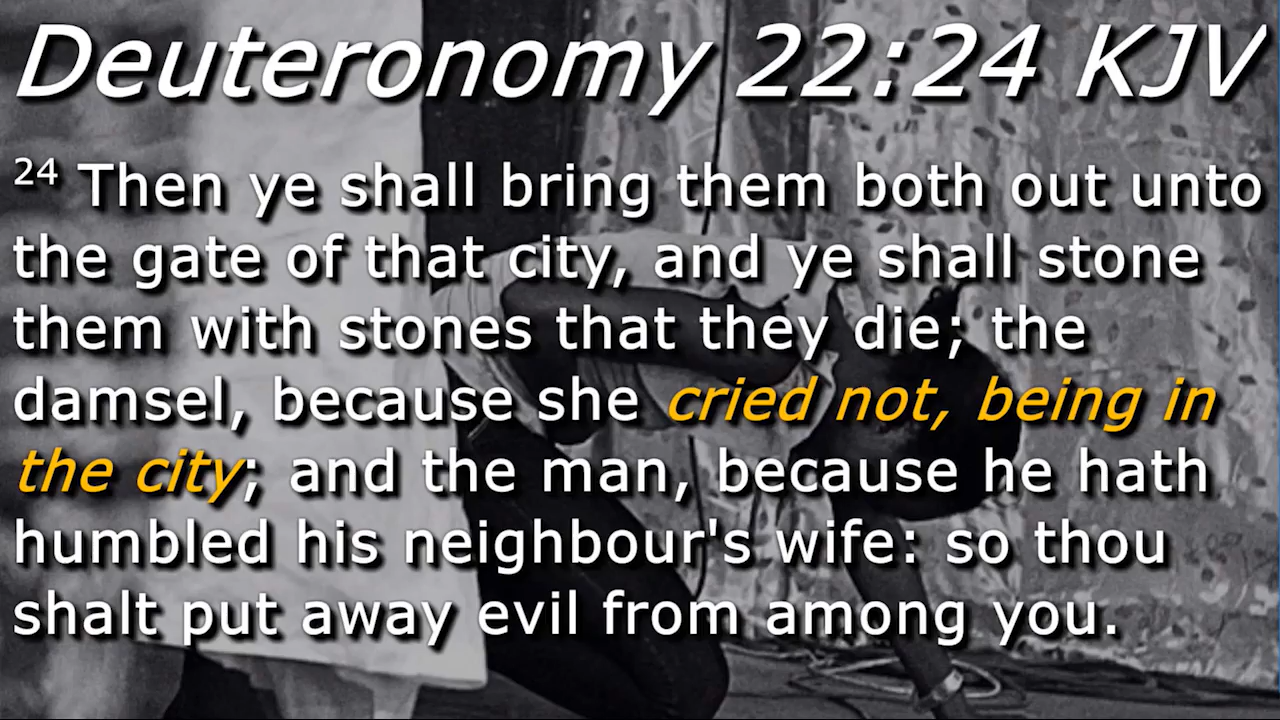 Deuteronomy 22:24 KJV
24 Then ye shall bring them both out unto
the gate of that city, and ye shall stone
them with stones that they die; the
damsel, because she cried not, being in
the city; and the man, because he hath
humbled his neighbour's wife: so thou
shalt put away evil from among you.